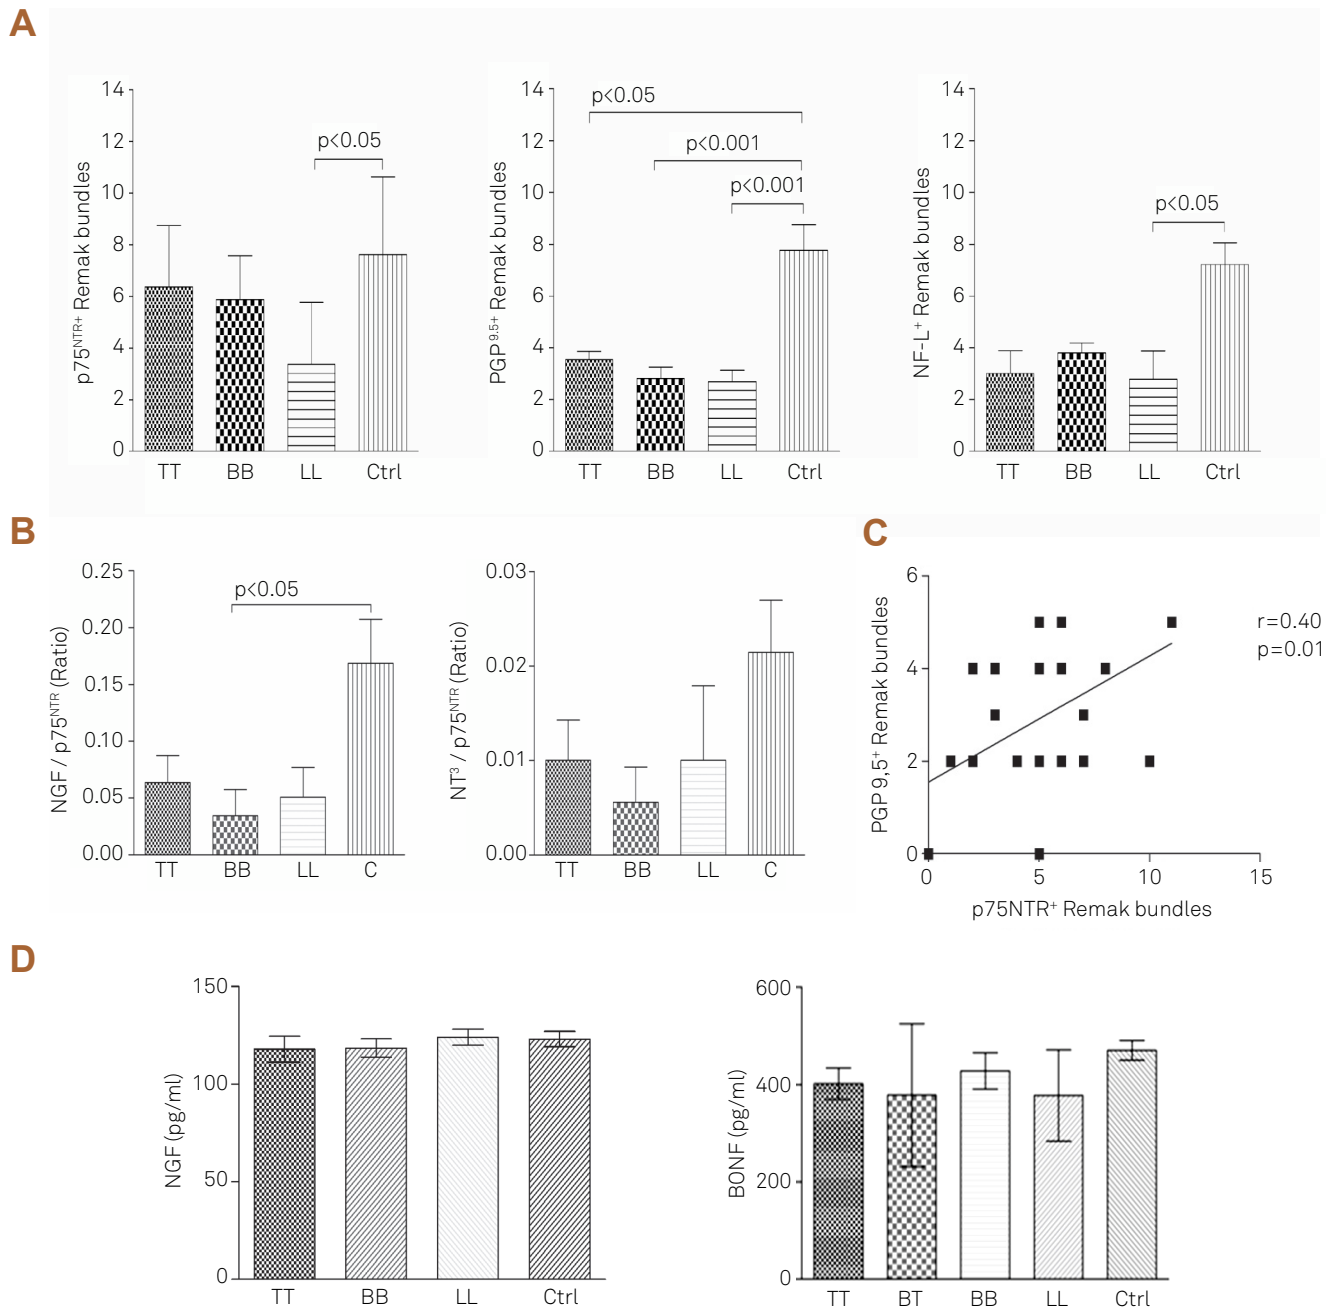 A
p75NTR+ Remak bundles
14
12
10
8
6
4
2
0
p<0.05
TT BB LL Ctrl
PGP9.5+ Remak bundles
14
12
10
8
6
4
2
0
p<0.05
p<0.001
p<0.001
TT BB LL Ctrl
NF-L+ Remak bundles
14
12
10
8
6
4
2
0
p<0.05
TT BB LL Ctrl
B
NGF / p75NTR (Ratio)
0.25
0.20
0.15
0.10
0.05
0.00
p<0.05
TT BB LL C
NT3 / p75NTR (Ratio)
0.03
0.02
0.01
0.00
TT BB LL C
C
PGP 9,5+ Remak bundles
6
4
2
0
r=0.40
p=0.01
0 5 10 15
p75NTR+ Remak bundles
D
NGF (pg/ml)
150
100
50
0
TT BB LL Ctrl
BONF (pg/ml)
600
400
200
0
TT BT BB LL Ctrl